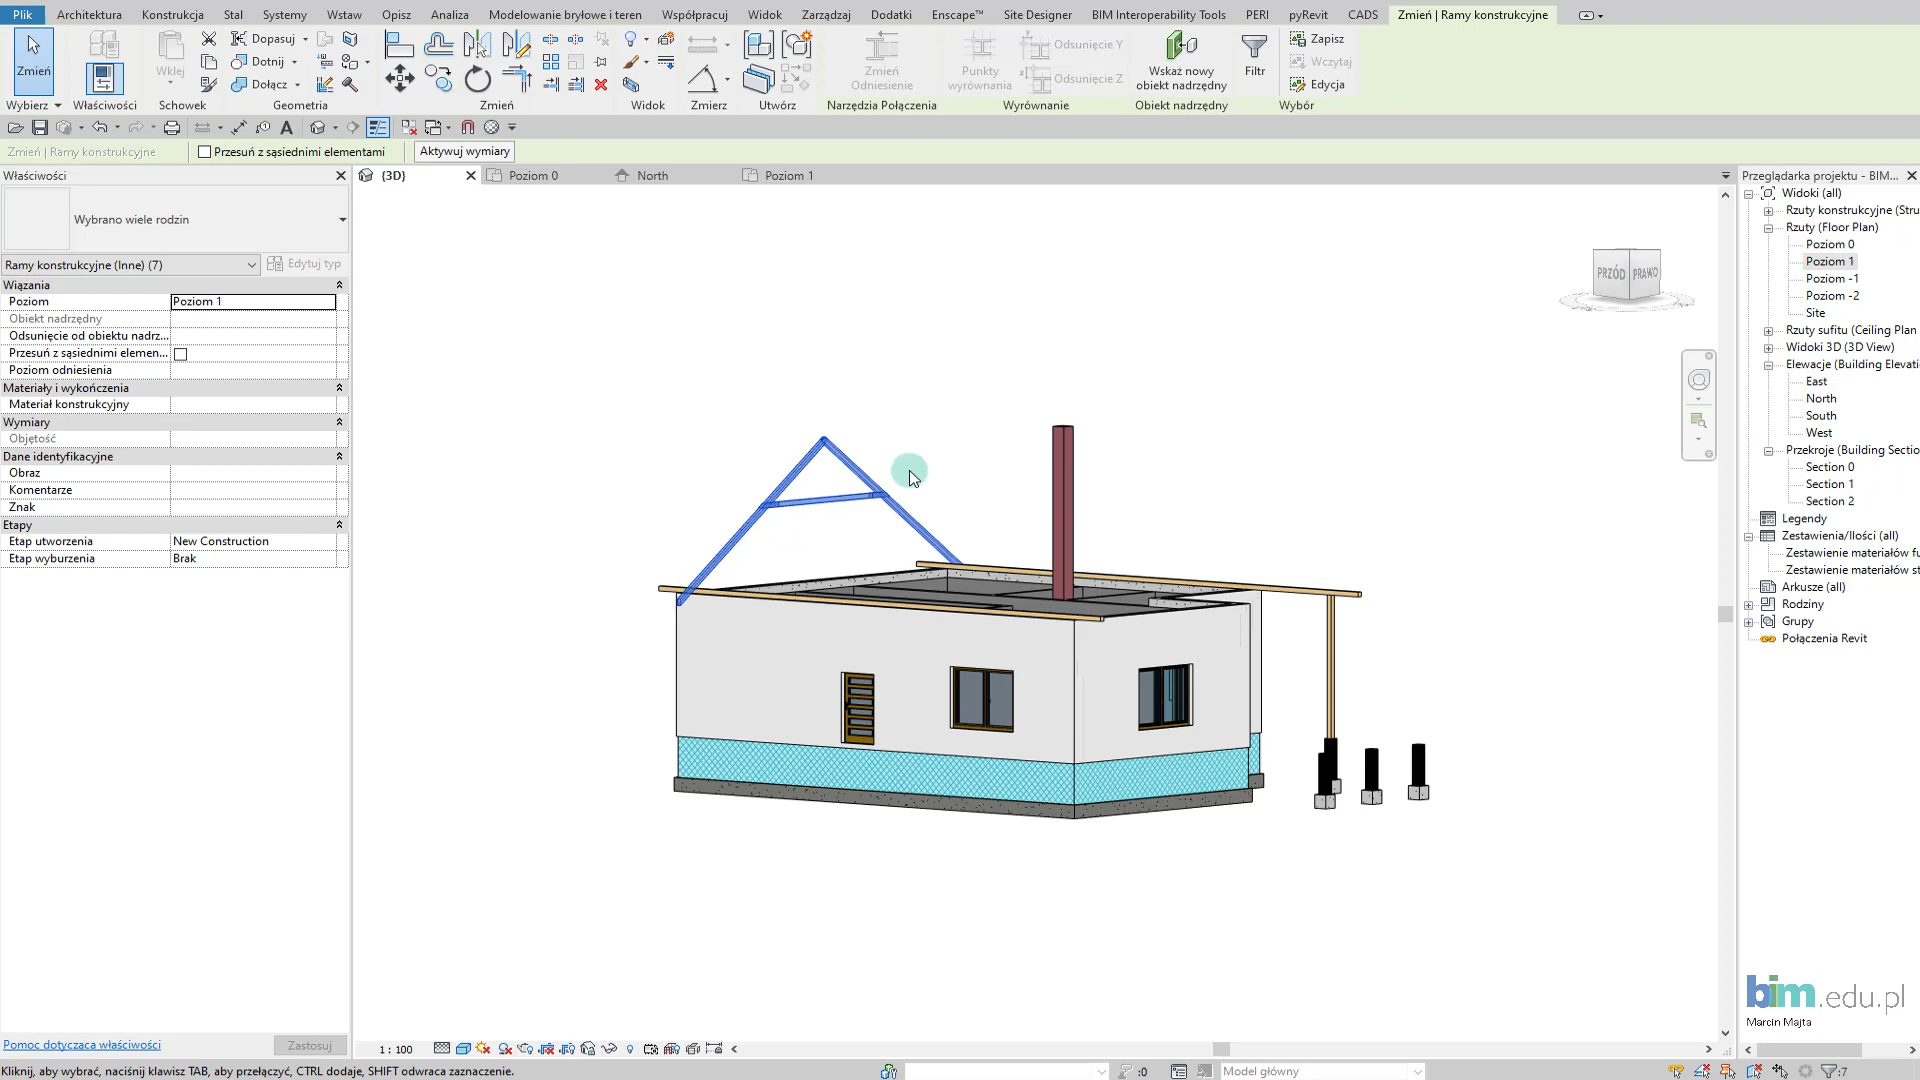 Plik Architektura Konstrukcja Stal Systemy Wstaw Opisz Analiza Modelowanie bryłowe i teren Współpracuj Widok Zarządzaj Dodatki Enscape™ Site Designer BIM Interoperability Tools PERI pyRevit CADS Zmień | Ramy konstrukcyjne
Zmień
Wklej
Dopasuj
Dotnij
Dołącz
Zmień
Odniesienie
Punkty
wyrównania
Odsunięcie Y
Odsunięcie Z
Wskaż nowy
obiekt nadrzędny
Filtr
Zapisz
Wczytaj
Edycja
Wybierz Właściwości Schowek Geometria Zmień Widok Zmierz Utwórz Narzędzia Połączenia Wyrównanie Obiekt nadrzędny Wybór
Zmień | Ramy konstrukcyjne Przesuń z sąsiednimi elementami Aktywuj wymiary
Właściwości
Wybrano wiele rodzin
Ramy konstrukcyjne (Inne) (7) Edytuj typ
Wiązania
Poziom Poziom 1
Obiekt nadrzędny
Odsunięcie od obiektu nadrz...
Przesuń z sąsiednimi elemen...
Poziom odniesienia
Materiały i wykończenia
Materiał konstrukcyjny
Wymiary
Objętość
Dane identyfikacyjne
Obraz
Komentarze
Znak
Etapy
Etap utworzenia New Construction
Etap wyburzenia Brak
Pomoc dotycząca właściwości Zastosuj
{3D} Poziom 0 North Poziom 1
PRZÓD PRAWO
1 : 100
Przeglądarka projektu - BIM...
Widoki (all)
Rzuty konstrukcyjne (Stru
Rzuty (Floor Plan)
Poziom 0
Poziom 1
Poziom -1
Poziom -2
Site
Rzuty sufitu (Ceiling Plan
Widoki 3D (3D View)
Elewacje (Building Elevati
East
North
South
West
Przekroje (Building Sectio
Section 0
Section 1
Section 2
Legendy
Zestawienia/Ilości (all)
Zestawienie materiałów fu
Zestawienie materiałów st
Arkusze (all)
Rodziny
Grupy
Połączenia Revit
bim.edu.pl
Marcin Majta
Kliknij, aby wybrać, naciśnij klawisz TAB, aby przełączyć, CTRL dodaje, SHIFT odwraca zaznaczenie. :0 Model główny :7